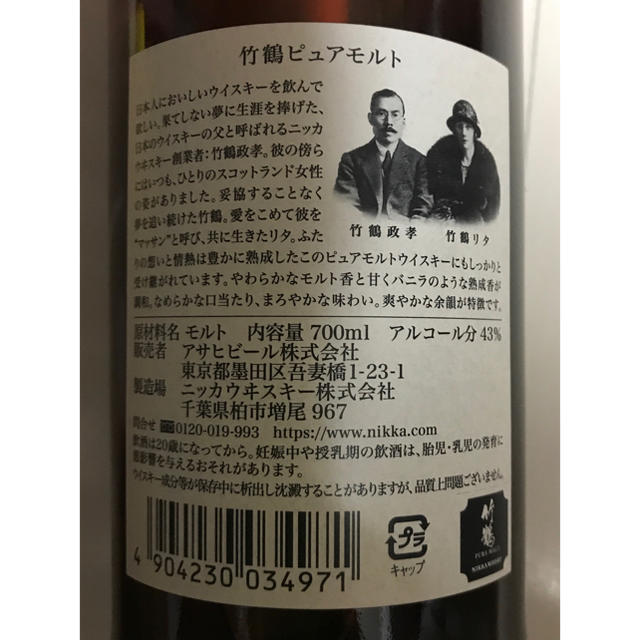 竹鶴ピュアモルト
日本人においしいウイスキーを飲んで
欲しい。果てしない夢に生涯を捧げた、
日本のウイスキーの父と呼ばれるニッカ
ウヰスキー創業者：竹鶴政孝。彼の傍ら
にはいつも、ひとりのスコットランド女性
の姿がありました。妥協することなく
夢を追い続けた竹鶴。愛をこめて彼を
“マッサン”と呼び、共に生きたリタ。ふた
りの想いと情熱は豊かに熟成したこのピュアモルトウイスキーにもしっかりと
受け継がれています。やわらかなモルト香と甘くバニラのような熟成香が
調和。なめらかな口当たり、まろやかな味わい。爽やかな余韻が特徴です。
竹鶴政孝
竹鶴リタ
原材料名 モルト 内容量 700ml アルコール分 43%
販売者 アサヒビール株式会社
東京都墨田区吾妻橋1-23-1
製造場 ニッカウヰスキー株式会社
千葉県柏市増尾 967
問合せ 0120-019-993 https://www.nikka.com
飲酒は20歳になってから。妊娠中や授乳期の飲酒は、胎児・乳児の発育に
悪影響を与えるおそれがあります。
ウイスキー成分等が保存中に析出し沈澱することがありますが、品質上問題ございません。
4 904230 034971
プラ
キャップ
竹鶴
PURE MALT
NIKKA WHISKY